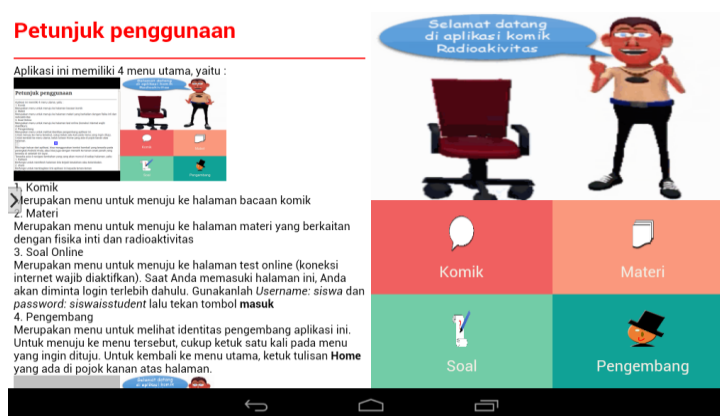 Petunjuk penggunaan
Aplikasi ini memiliki 4 menu utama, yaitu :
Petunjuk penggunaan
1. Komik
Merupakan menu untuk menuju ke halaman bacaan komik
2. Materi
Merupakan menu untuk menuju ke halaman materi yang berkaitan
dengan fisika inti dan radioaktivitas
3. Soal Online
Merupakan menu untuk menuju ke halaman test online (koneksi
internet wajib diaktifkan). Saat Anda memasuki halaman ini, Anda
akan diminta login terlebih dahulu. Gunakanlah Username: siswa dan
password: siswaisstudent lalu tekan tombol masuk
4. Pengembang
Merupakan menu untuk melihat identitas pengembang aplikasi ini.
Untuk menuju ke menu tersebut, cukup ketuk satu kali pada menu
yang ingin dituju. Untuk kembali ke menu utama, ketuk tulisan Home
yang ada di pojok kanan atas halaman.
Selamat datang
di aplikasi komik
Radioakivitas
Komik
Materi
Soal
Pengembang